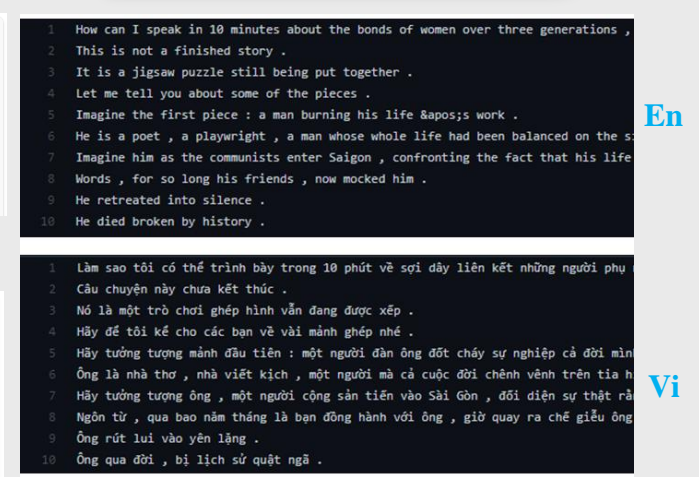 1 How can I speak in 10 minutes about the bonds of women over three generations ,
2 This is not a finished story .
3 It is a jigsaw puzzle still being put together .
4 Let me tell you about some of the pieces .
5 Imagine the first piece : a man burning his life &apos;s work .
6 He is a poet , a playwright , a man whose whole life had been balanced on the
7 Imagine him as the communists enter Saigon , confronting the fact that his life
8 Words , for so long his friends , now mocked him .
9 He retreated into silence .
10 He died broken by history .
En
1 Làm sao tôi có thể trình bày trong 10 phút về sợi dây liên kết những người phụ
2 Câu chuyện này chưa kết thúc .
3 Nó là một trò chơi ghép hình vẫn đang được xếp .
4 Hãy để tôi kể cho các bạn về vài mảnh ghép nhé .
5 Hãy tưởng tượng mảnh đầu tiên : một người đàn ông đốt cháy sự nghiệp cả đời
6 Ông là nhà thơ , nhà viết kịch , một người mà cả cuộc đời chênh vênh trên tia
7 Hãy tưởng tượng ông , một người cộng sản tiến vào Sài Gòn , đối diện sự thật
8 Ngôn từ , qua bao năm tháng là bạn đồng hành với ông , giờ quay ra chế giễu ông
9 Ông rút lui vào yên lặng .
10 Ông qua đời , bị lịch sử quật ngã .
Vi